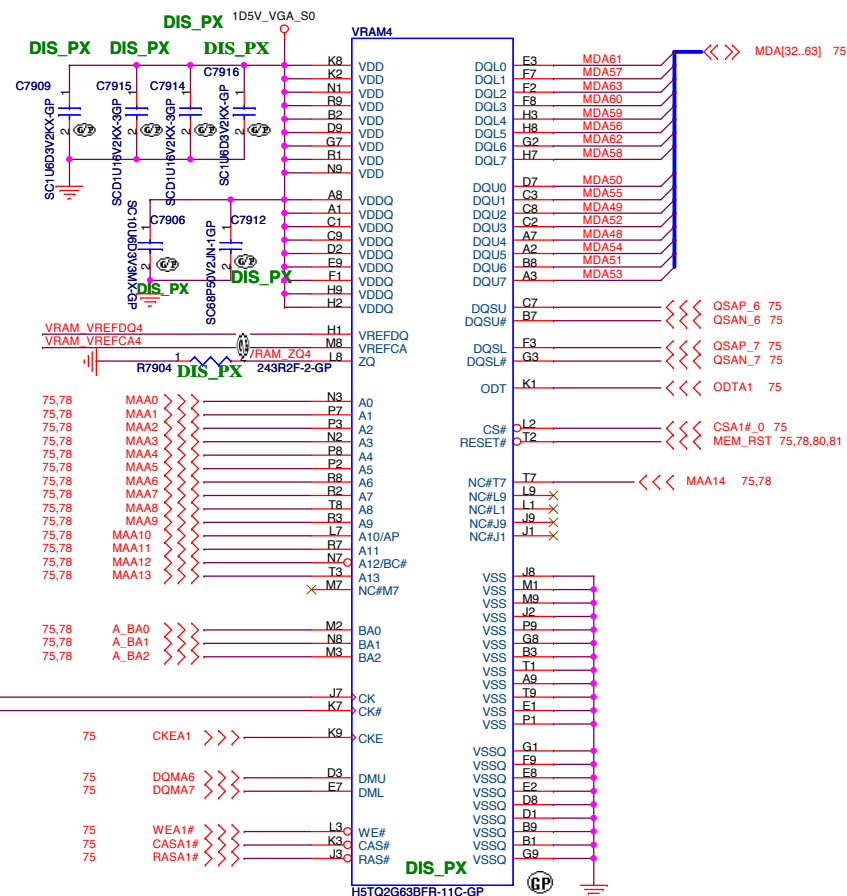 DIS_PX 1D5V_VGA_S0
VRAM4
DIS_PX DIS_PX DIS_PX
C7909 C7915 C7914 C7916
1 1 1 1
2 2 2 2
SC1U6D3V2KX-GP SCD1U16V2KX-3GP SCD1U16V2KX-3GP SC1U6D3V2KX-GP
G/P G/P G/P G/P
K8 VDD
K2 VDD
N1 VDD
R9 VDD
B2 VDD
D9 VDD
G7 VDD
R1 VDD
N9 VDD
C7906 C7912
1 1
2 2
SC10U6D3V3MX-GP SC68P50V2JN-1GP
G/P G/P
DIS_PX DIS_PX
A8 VDDQ
A1 VDDQ
C1 VDDQ
C9 VDDQ
D2 VDDQ
E9 VDDQ
F1 VDDQ
H9 VDDQ
H2 VDDQ
VRAM_VREFDQ4 H1 VREFDQ
VRAM_VREFCA4 M8 VREFCA
1 2 /RAM_ZQ4 L8 ZQ
R7904 DIS_PX 243R2F-2-GP
75,78 MAA0 N3 A0
75,78 MAA1 P7 A1
75,78 MAA2 P3 A2
75,78 MAA3 N2 A3
75,78 MAA4 P8 A4
75,78 MAA5 P2 A5
75,78 MAA6 R8 A6
75,78 MAA7 R2 A7
75,78 MAA8 T8 A8
75,78 MAA9 R3 A9
75,78 MAA10 L7 A10/AP
75,78 MAA11 R7 A11
75,78 MAA12 N7 A12/BC#
75,78 MAA13 T3 A13
M7 NC#M7
75,78 A_BA0 M2 BA0
75,78 A_BA1 N8 BA1
75,78 A_BA2 M3 BA2
J7 CK
K7 CK#
75 CKEA1 K9 CKE
75 DQMA6 D3 DMU
75 DQMA7 E7 DML
75 WEA1# L3 WE#
75 CASA1# K3 CAS#
75 RASA1# J3 RAS#
DQL0 E3 MDA61 MDA[32..63] 75
DQL1 F7 MDA57
DQL2 F2 MDA63
DQL3 F8 MDA60
DQL4 H3 MDA59
DQL5 H8 MDA56
DQL6 G2 MDA62
DQL7 H7 MDA58
DQU0 D7 MDA50
DQU1 C3 MDA55
DQU2 C8 MDA49
DQU3 C2 MDA52
DQU4 A7 MDA48
DQU5 A2 MDA54
DQU6 B8 MDA51
DQU7 A3 MDA53
DQSU C7 QSAP_6 75
DQSU# B7 QSAN_6 75
DQSL F3 QSAP_7 75
DQSL# G3 QSAN_7 75
ODT K1 ODTA1 75
CS# L2 CSA1#_0 75
RESET# T2 MEM_RST 75,78,80,81
NC#T7 T7 MAA14 75,78
NC#L9 L9
NC#L1 L1
NC#J9 J9
NC#J1 J1
VSS J8
VSS M1
VSS M9
VSS J2
VSS P9
VSS G8
VSS B3
VSS T1
VSS A9
VSS T9
VSS E1
VSS P1
VSSQ G1
VSSQ F9
VSSQ E8
VSSQ E2
VSSQ D8
VSSQ D1
VSSQ B9
VSSQ B1
VSSQ G9
DIS_PX
H5TQ2G63BFR-11C-GP GP